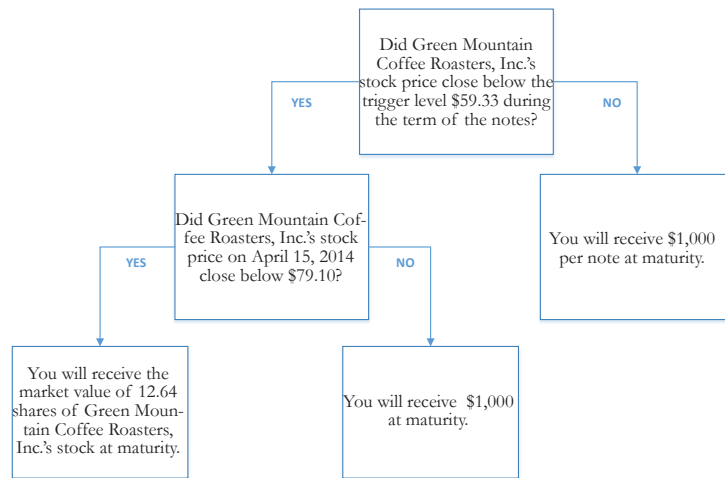 Did Green Mountain
Coffee Roasters, Inc.'s
stock price close below the
trigger level $59.33 during
the term of the notes?
YES
NO
Did Green Mountain Cof-
fee Roasters, Inc.'s stock
price on April 15, 2014
close below $79.10?
You will receive $1,000
per note at maturity.
YES
NO
You will receive the
market value of 12.64
shares of Green Moun-
tain Coffee Roasters,
Inc.'s stock at maturity.
You will receive $1,000
at maturity.